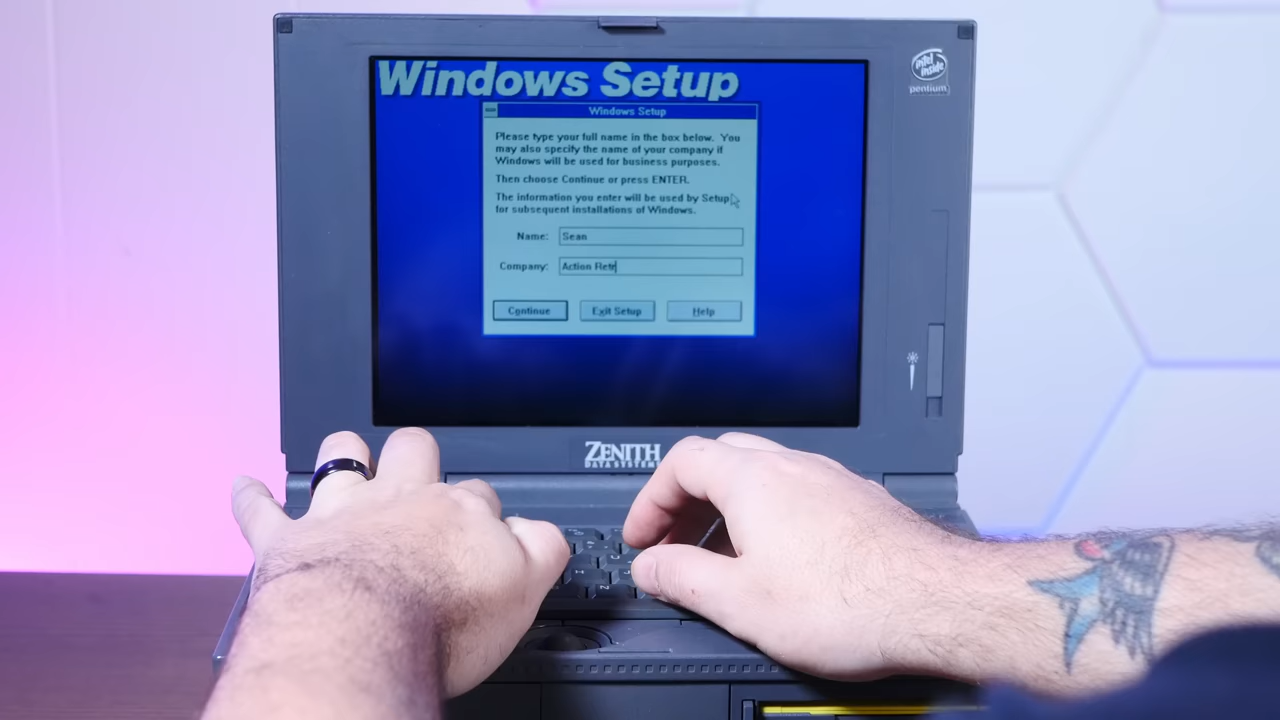 Windows Setup
intel
inside
pentium
Windows Setup
Please type your full name in the box below. You
may also specify the name of your company if
Windows will be used for business purposes.
Then choose Continue or press ENTER.
The information you enter will be used by Setup
for subsequent installations of Windows.
Name: Sean
Company: Action Retr
Continue Exit Setup Help
ZENITH
DATA SYSTEMS